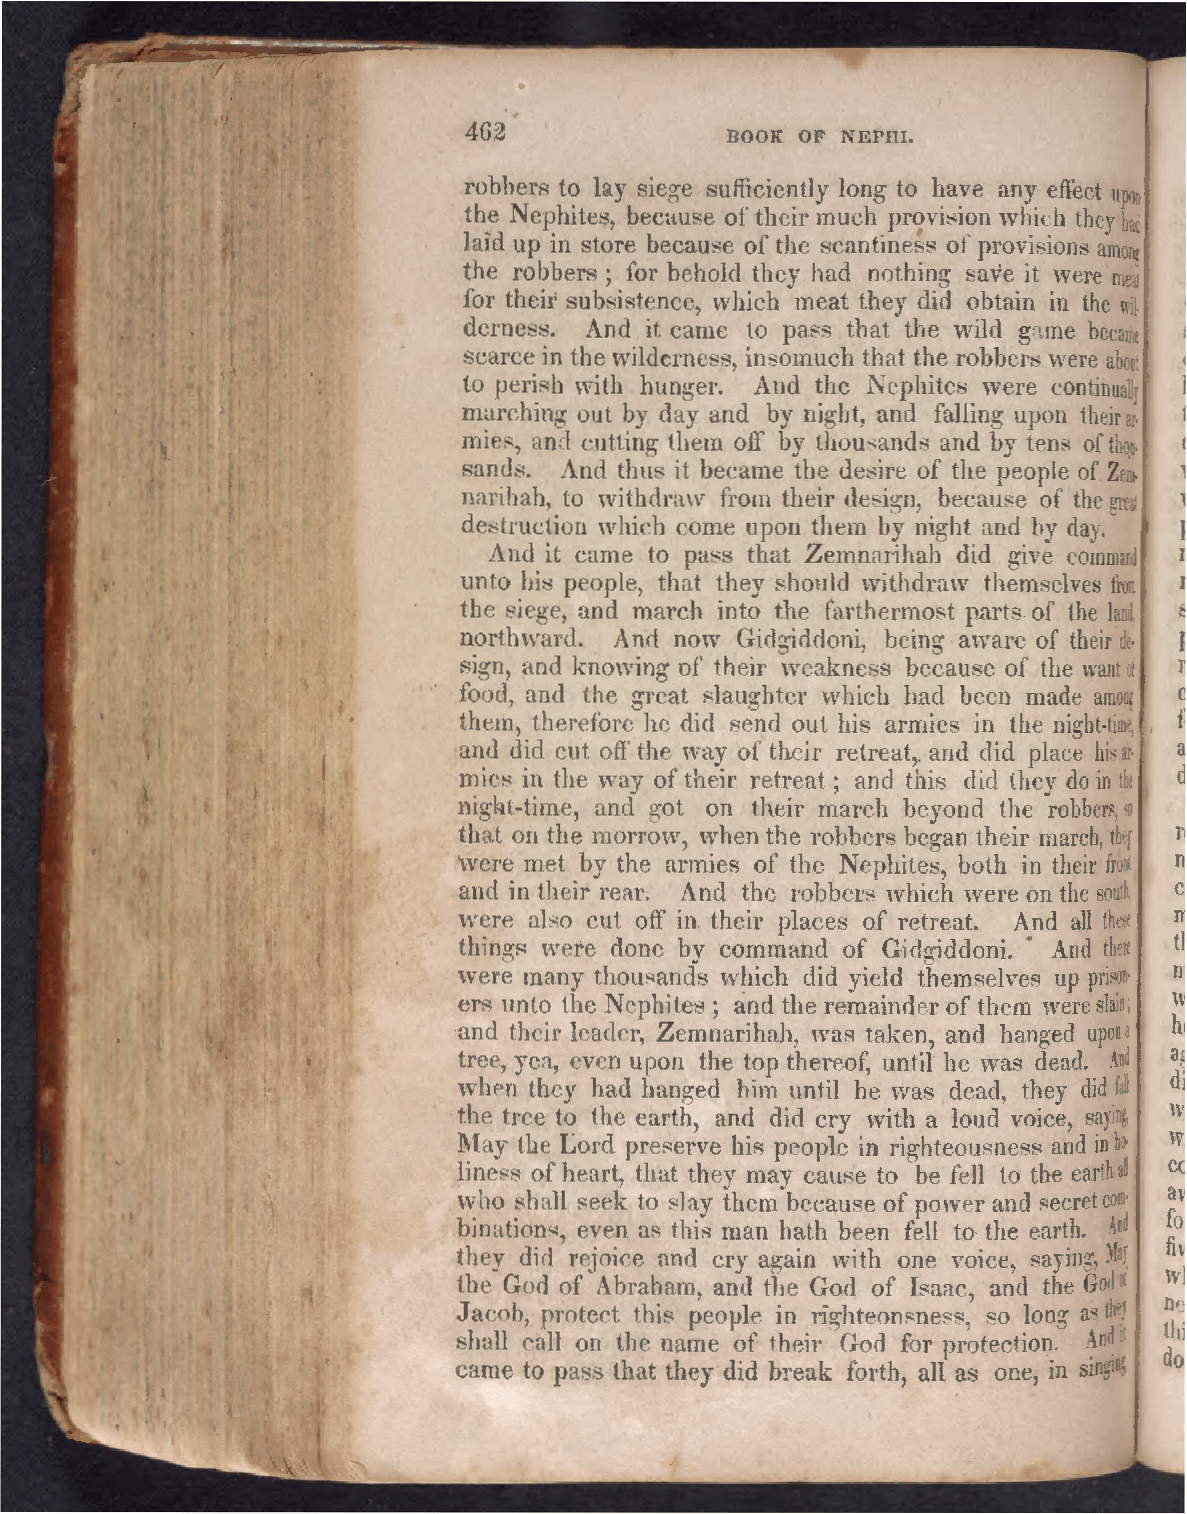 462 BOOK OF NEPHI.
robbers to lay siege sufficiently long to have any effect upon
the Nephites, because of their much provision which they had
laid up in store because of the scantiness of provisions among
the robbers ; for behold they had nothing save it were meat
for their subsistence, which meat they did obtain in the wil-
derness. And it came to pass that the wild game became
scarce in the wilderness, insomuch that the robbers were about
to perish with hunger. And the Nephites were continually
marching out by day and by night, and falling upon their ar-
mies, and cutting them off by thousands and by tens of thou-
sands. And thus it became the desire of the people of Zem-
narihah, to withdraw from their design, because of the great
destruction which come upon them by night and by day.
And it came to pass that Zemnarihah did give command
unto his people, that they should withdraw themselves from
the siege, and march into the farthermost parts of the land
northward. And now Gidgiddoni, being aware of their de-
sign, and knowing of their weakness because of the want of
food, and the great slaughter which had been made among
them, therefore he did send out his armies in the night-time,
and did cut off the way of their retreat, and did place his ar-
mies in the way of their retreat ; and this did they do in the
night-time, and got on their march beyond the robbers, so
that on the morrow, when the robbers began their march, they
were met by the armies of the Nephites, both in their front
and in their rear. And the robbers which were on the south,
were also cut off in their places of retreat. And all these
things were done by command of Gidgiddoni. And there
were many thousands which did yield themselves up prison-
ers unto the Nephites ; and the remainder of them were slain ;
and their leader, Zemnarihah, was taken, and hanged upon a
tree, yea, even upon the top thereof, until he was dead. And
when they had hanged him until he was dead, they did fall
the tree to the earth, and did cry with a loud voice, saying,
May the Lord preserve his people in righteousness and in ho-
liness of heart, that they may cause to be fell to the earth all
who shall seek to slay them because of power and secret com-
binations, even as this man hath been fell to the earth. And
they did rejoice and cry again with one voice, saying, May
the God of Abraham, and the God of Isaac, and the God of
Jacob, protect this people in righteonsness, so long as they
shall call on the name of their God for protection. And it
came to pass that they did break forth, all as one, in singing